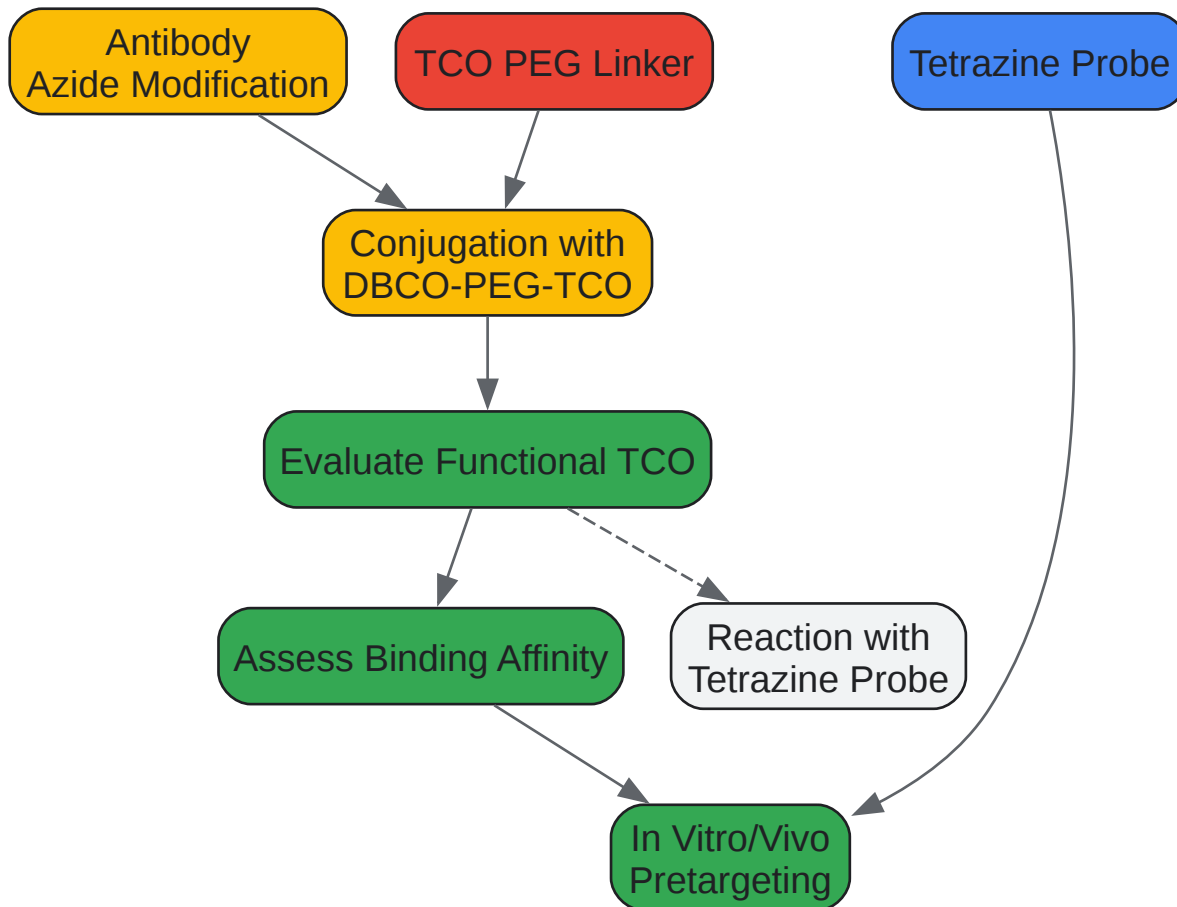 Antibody
Azide Modification
TCO PEG Linker
Tetrazine Probe
Conjugation with
DBCO-PEG-TCO
Evaluate Functional TCO
Assess Binding Affinity
Reaction with
Tetrazine Probe
In Vitro/Vivo
Pretargeting